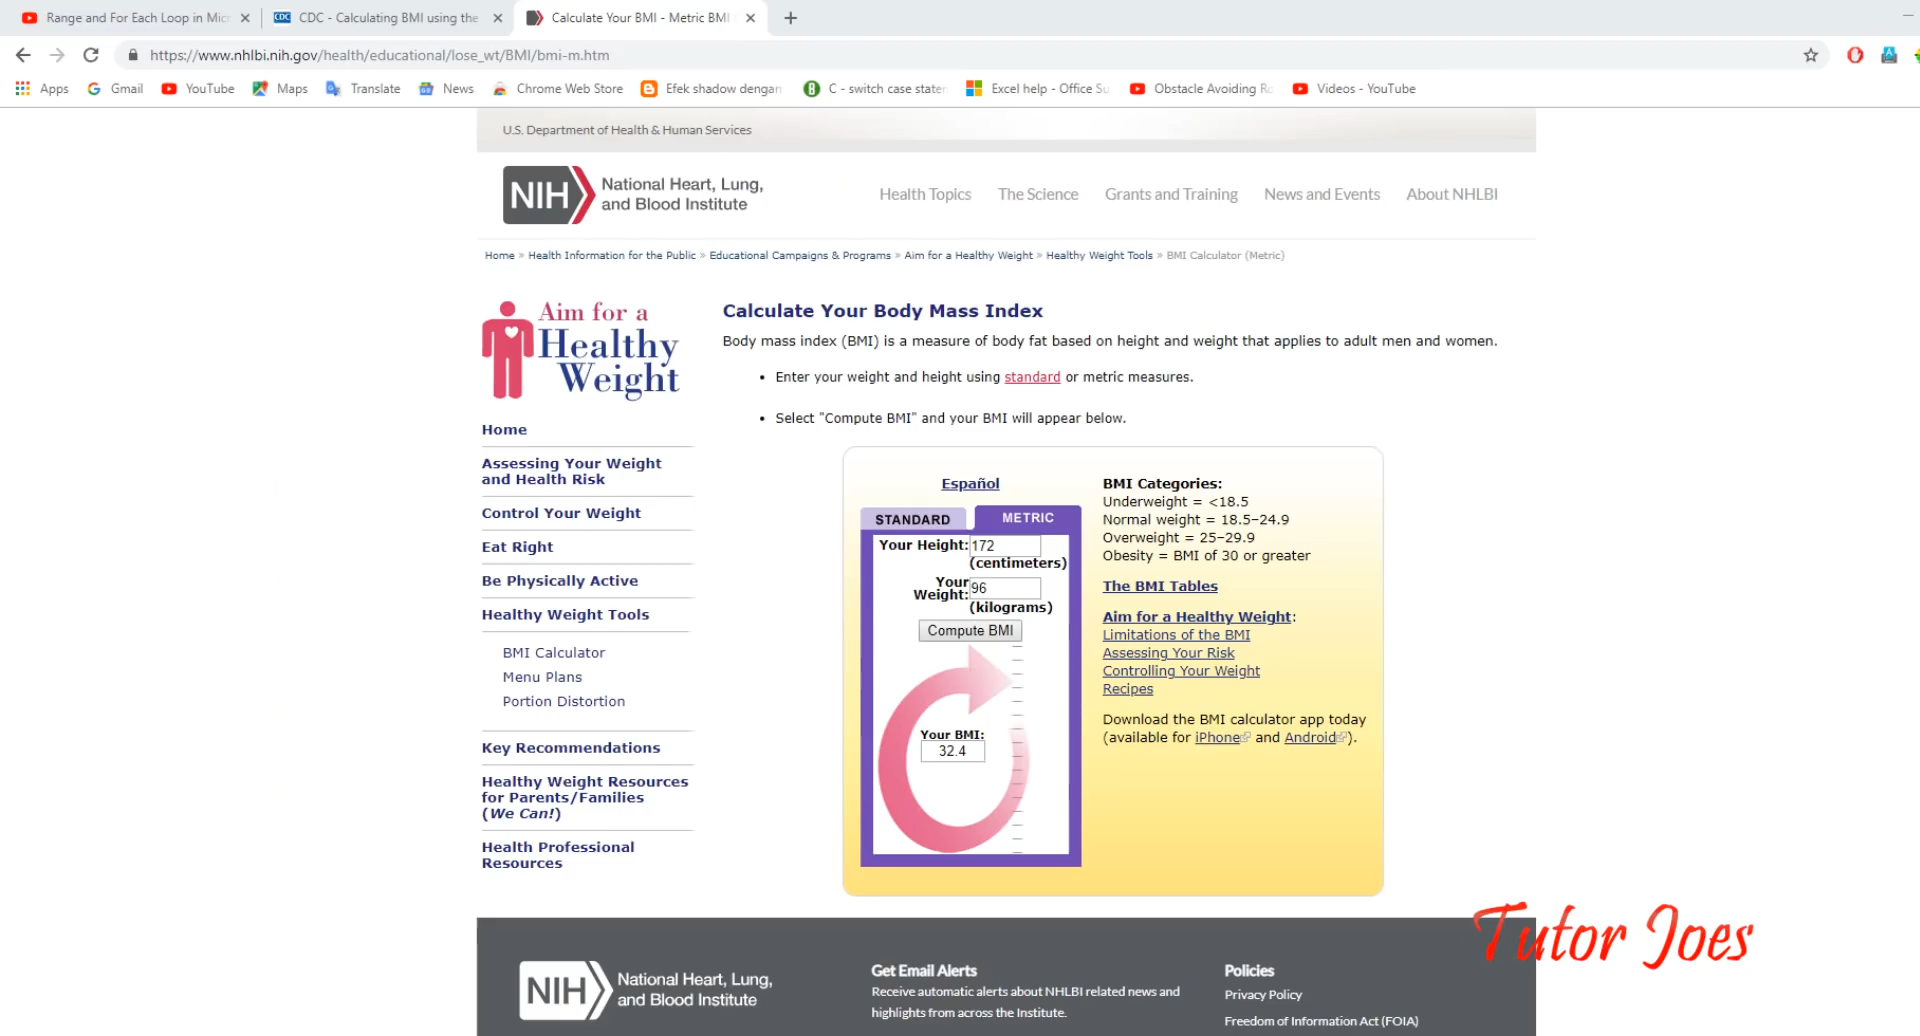 Range and For Each Loop in Micr
CDC - Calculating BMI using the
Calculate Your BMI - Metric BMI
https://www.nhlbi.nih.gov/health/educational/lose_wt/BMI/bmi-m.htm
Apps Gmail YouTube Maps Translate News Chrome Web Store Efek shadow dengan C - switch case staten Excel help - Office Su Obstacle Avoiding Ro Videos - YouTube
U.S. Department of Health & Human Services
NIH National Heart, Lung,
and Blood Institute
Health Topics The Science Grants and Training News and Events About NHLBI
Home » Health Information for the Public » Educational Campaigns & Programs » Aim for a Healthy Weight » Healthy Weight Tools » BMI Calculator (Metric)
Aim for a
Healthy
Weight
Home
Assessing Your Weight
and Health Risk
Control Your Weight
Eat Right
Be Physically Active
Healthy Weight Tools
BMI Calculator
Menu Plans
Portion Distortion
Key Recommendations
Healthy Weight Resources
for Parents/Families
(We Can!)
Health Professional
Resources
Calculate Your Body Mass Index
Body mass index (BMI) is a measure of body fat based on height and weight that applies to adult men and women.
• Enter your weight and height using standard or metric measures.
• Select "Compute BMI" and your BMI will appear below.
Español
STANDARD METRIC
Your Height: 172
(centimeters)
Your
Weight: 96
(kilograms)
Compute BMI
Your BMI:
32.4
BMI Categories:
Underweight = <18.5
Normal weight = 18.5–24.9
Overweight = 25–29.9
Obesity = BMI of 30 or greater
The BMI Tables
Aim for a Healthy Weight:
Limitations of the BMI
Assessing Your Risk
Controlling Your Weight
Recipes
Download the BMI calculator app today
(available for iPhone and Android).
Tutor Joes
NIH National Heart, Lung,
and Blood Institute
Get Email Alerts
Receive automatic alerts about NHLBI related news and
highlights from across the Institute.
Policies
Privacy Policy
Freedom of Information Act (FOIA)